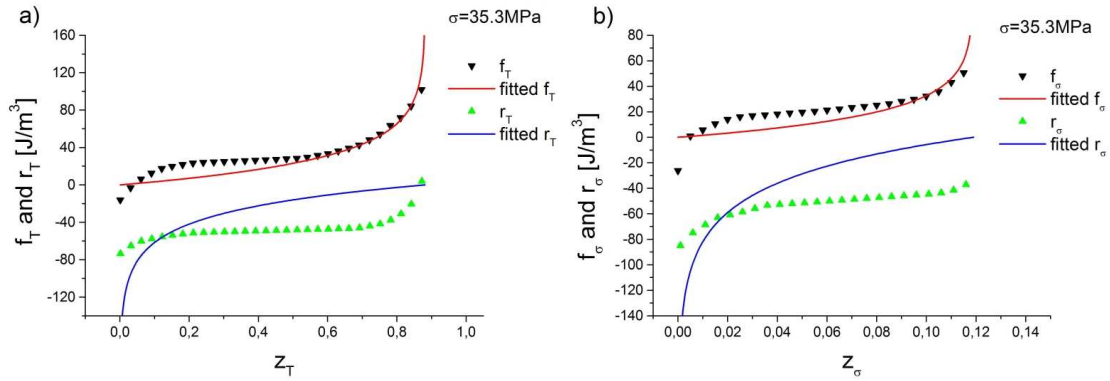 a)
σ=35.3MPa
f_T
fitted f_T
r_T
fitted r_T
f_T and r_T [J/m³]
160
120
80
40
0
-40
-80
-120
0,0 0,2 0,4 0,6 0,8 1,0
z_T
b)
σ=35.3MPa
f_σ
fitted f_σ
r_σ
fitted r_σ
f_σ and r_σ [J/m³]
80
60
40
20
0
-20
-40
-60
-80
-100
-120
-140
0,00 0,02 0,04 0,06 0,08 0,10 0,12 0,14
z_σ